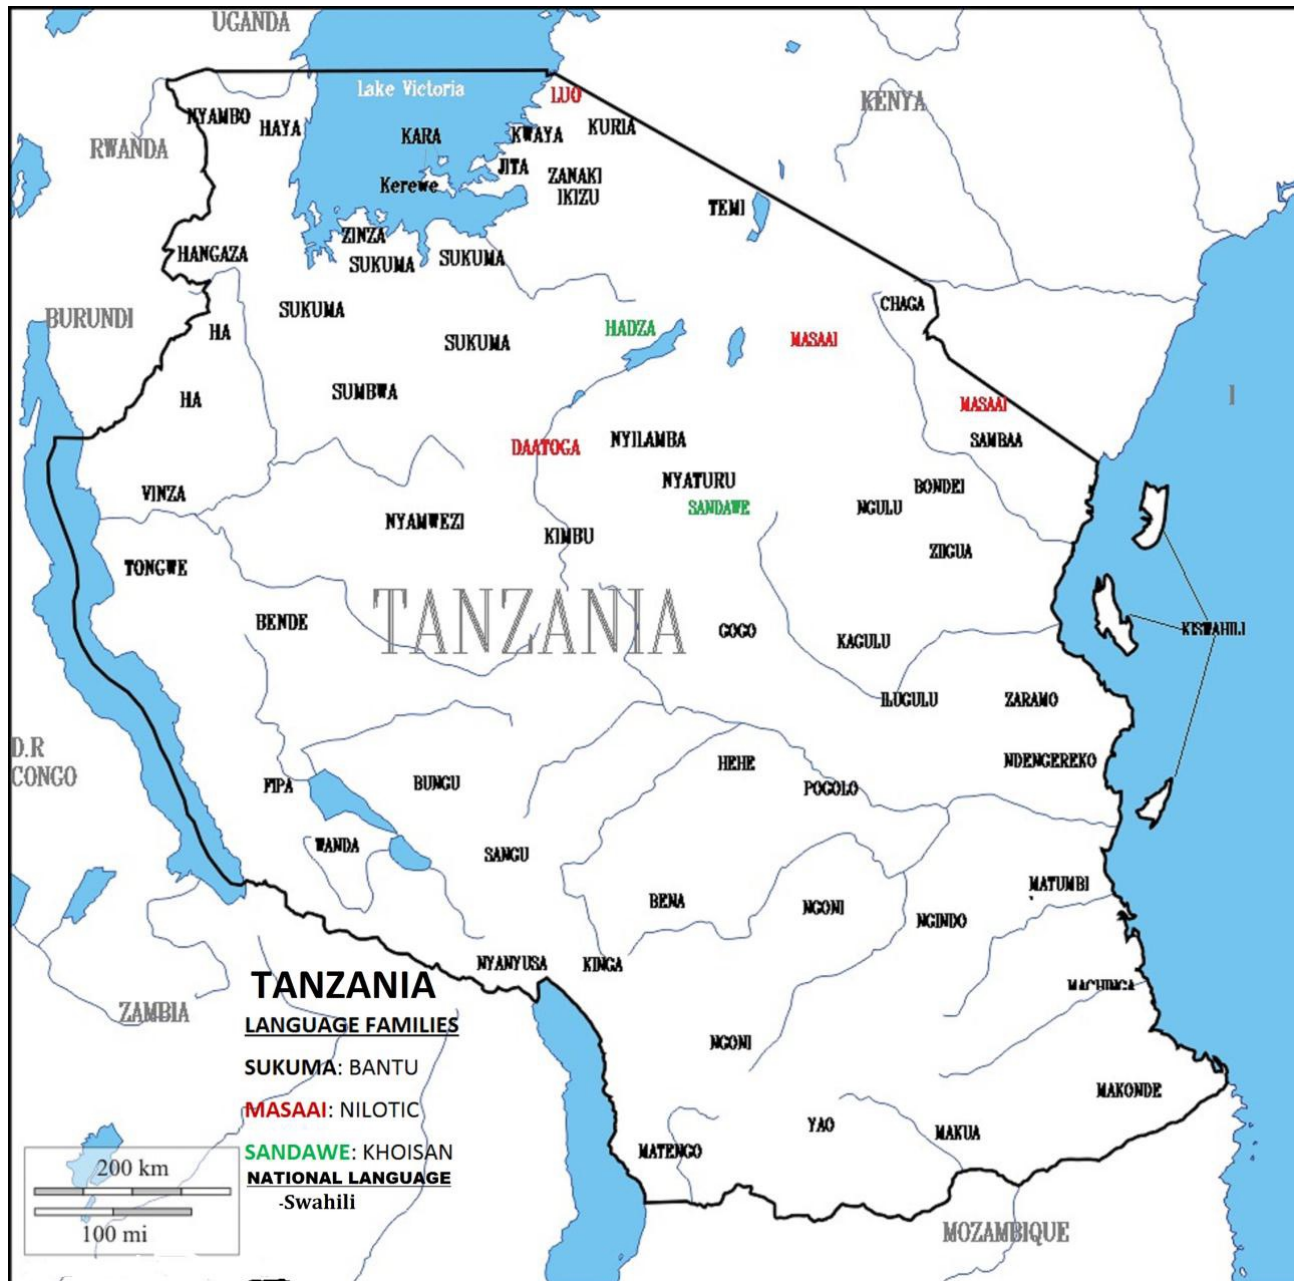 UGANDA
Lake Victoria
LUO
KENYA
NYAMBO
HAYA
KARA
KWAYA
KURIA
RWANDA
JITA
ZANAKI
Kerewe
IKIZU
TEMI
ZINZA
HANGAZA
SUKUMA
SUKUMA
CHAGA
SUKUMA
BURUNDI
HA
HADZA
SUKUMA
MASAAI
SUMBWA
HA
MASAAI
I
NYILAMBA
SAMBAA
DAATOGA
NYATURU
BONDEI
VINZA
SANDAWE
NGULU
NYAMWEZI
KIMBU
ZIIGUA
TONGWE
TANZANIA
BENDE
GOGO
KAGULU
KISWAHILI
ILUGULU
ZARAMO
D.R
CONGO
HEHE
NDENGEREKO
FIPA
BUNGU
POGOLO
WANDA
SANGU
BENA
NGONI
MATUMBI
NGINDO
NYANYUSA
KINGA
MACHINGA
ZAMBIA
NGONI
MAKONDE
YAO
MAKUA
MATENGO
MOZAMBIQUE
TANZANIA
LANGUAGE FAMILIES
SUKUMA: BANTU
MASAAI: NILOTIC
SANDAWE: KHOISAN
NATIONAL LANGUAGE
-Swahili
200 km
100 mi